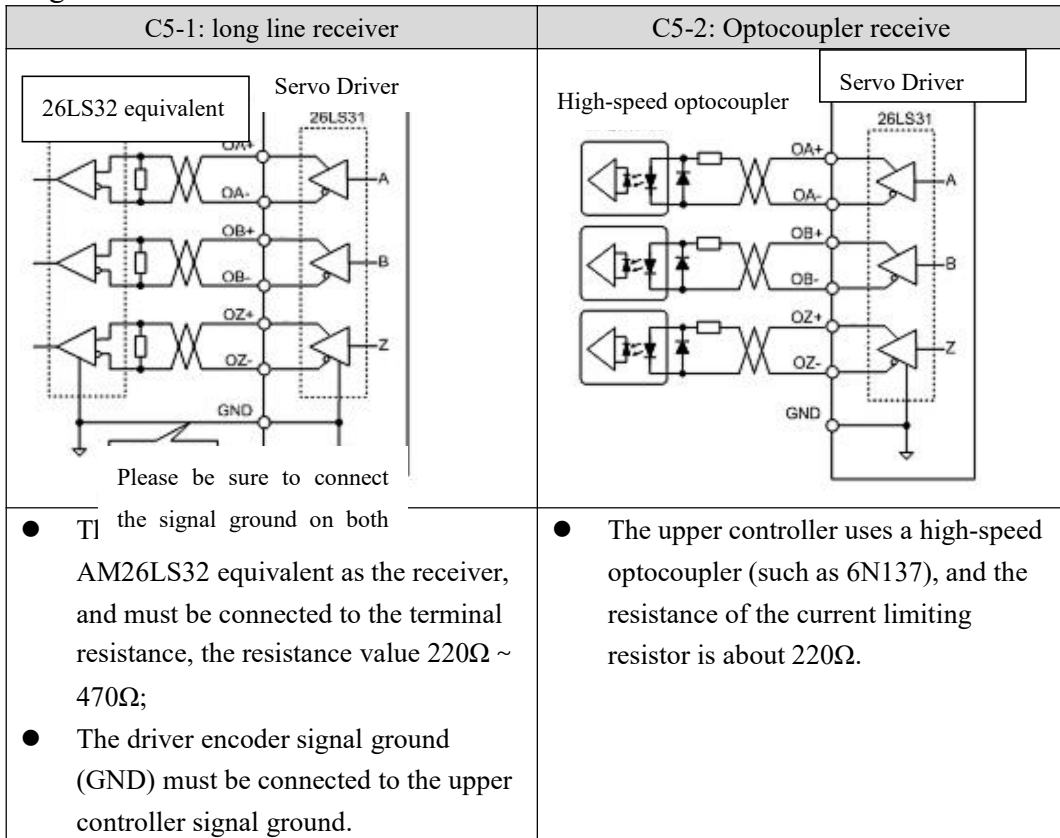 C5-1: long line receiver
C5-2: Optocoupler receive
26LS32 equivalent
Servo Driver
26LS31
OA+
OA-
A
OB+
OB-
B
OZ+
OZ-
Z
GND
Please be sure to connect
the signal ground on both
High-speed optocoupler
Servo Driver
26LS31
OA+
OA-
A
OB+
OB-
B
OZ+
OZ-
Z
GND
● AM26LS32 equivalent as the receiver,
and must be connected to the terminal
resistance, the resistance value 220Ω ~
470Ω;
● The driver encoder signal ground
(GND) must be connected to the upper
controller signal ground.
● The upper controller uses a high-speed
optocoupler (such as 6N137), and the
resistance of the current limiting
resistor is about 220Ω.